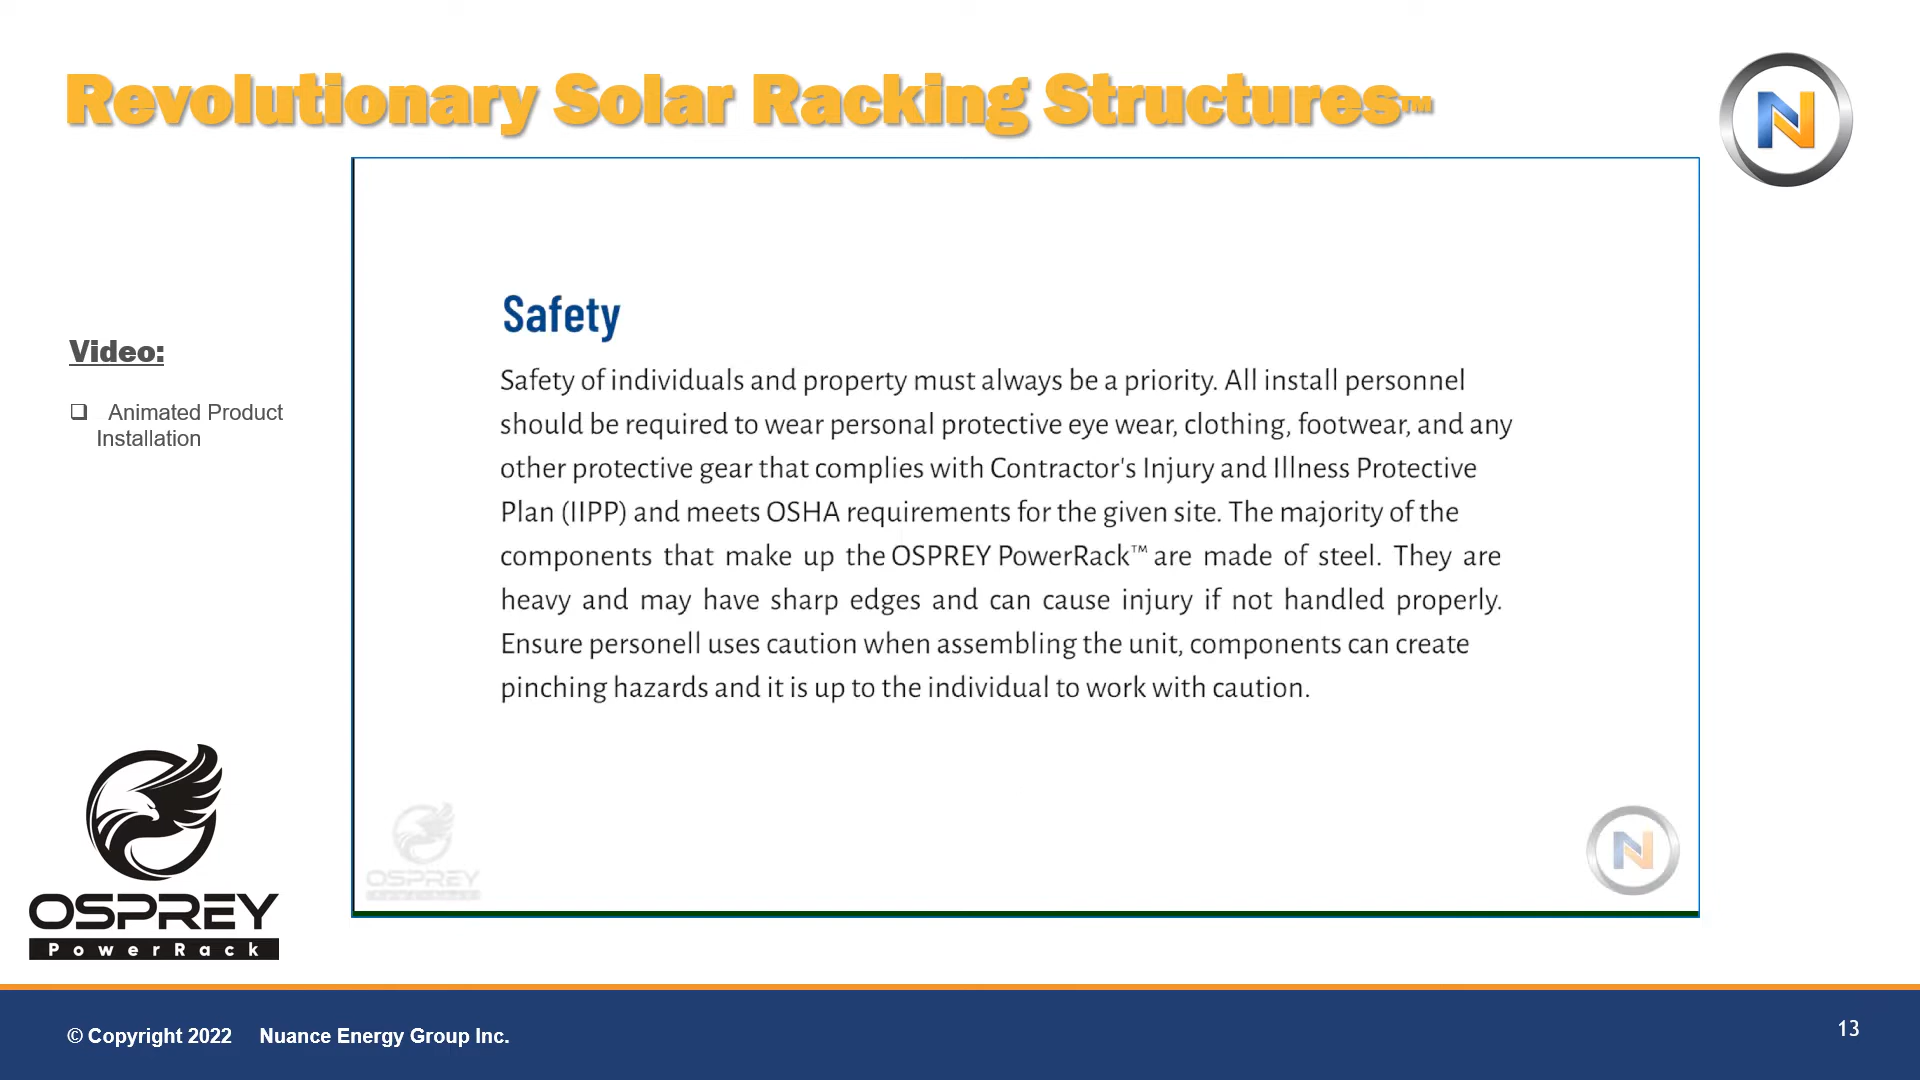 Revolutionary Solar Racking Structures™
N
Video:
❑ Animated Product
Installation
Safety
Safety of individuals and property must always be a priority. All install personnel
should be required to wear personal protective eye wear, clothing, footwear, and any
other protective gear that complies with Contractor's Injury and Illness Protective
Plan (IIPP) and meets OSHA requirements for the given site. The majority of the
components that make up the OSPREY PowerRack™ are made of steel. They are
heavy and may have sharp edges and can cause injury if not handled properly.
Ensure personell uses caution when assembling the unit, components can create
pinching hazards and it is up to the individual to work with caution.
OSPREY
N
OSPREY
PowerRack
© Copyright 2022 Nuance Energy Group Inc.
13